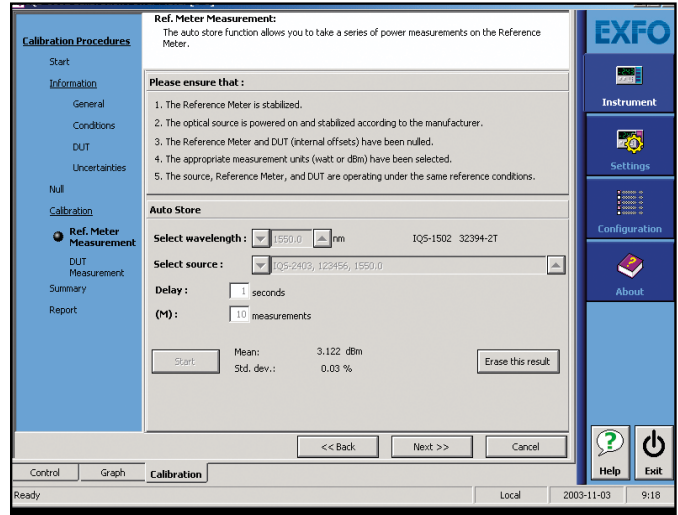 Ref. Meter Measurement:
The auto store function allows you to take a series of power measurements on the Reference
Meter.
Calibration Procedures
Start
Information
General
Conditions
DUT
Uncertainties
Null
Calibration
Ref. Meter
Measurement
DUT
Measurement
Summary
Report
Please ensure that :
1. The Reference Meter is stabilized.
2. The optical source is powered on and stabilized according to the manufacturer.
3. The Reference Meter and DUT (internal offsets) have been nulled.
4. The appropriate measurement units (watt or dBm) have been selected.
5. The source, Reference Meter, and DUT are operating under the same reference conditions.
Auto Store
Select wavelength : 1550.0 nm IQ5-1502 32394-2T
Select source : IQS-2403, 123456, 1550.0
Delay : 1 seconds
(M) : 10 measurements
Start
Mean: 3.122 dBm
Std. dev.: 0.03 %
Erase this result
<< Back Next >> Cancel
Control Graph Calibration
Ready Local 2003-11-03 9:18
EXFO
Instrument
Settings
Configuration
About
Help Exit